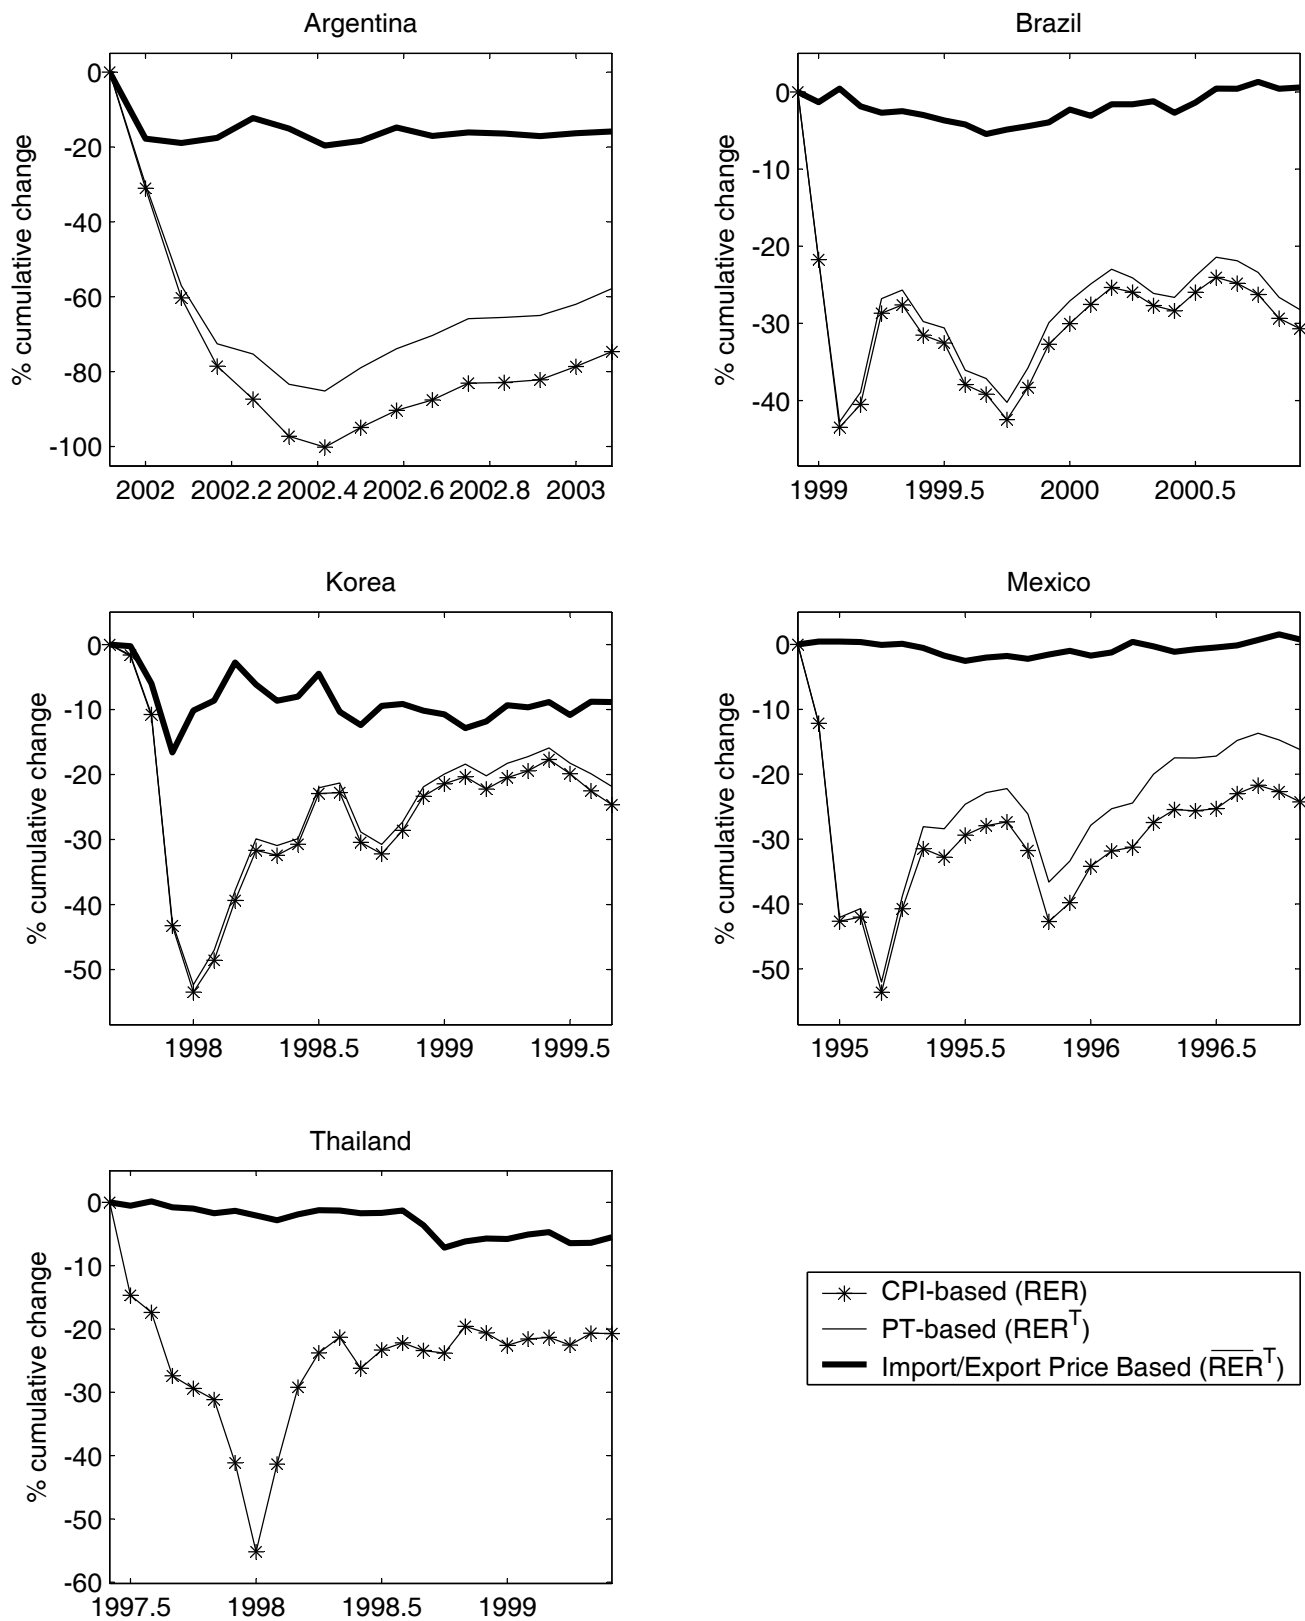 Argentina
% cumulative change
0
-20
-40
-60
-80
-100
2002 2002.2 2002.4 2002.6 2002.8 2003
Brazil
% cumulative change
0
-10
-20
-30
-40
1999 1999.5 2000 2000.5
Korea
% cumulative change
0
-10
-20
-30
-40
-50
1998 1998.5 1999 1999.5
Mexico
% cumulative change
0
-10
-20
-30
-40
-50
1995 1995.5 1996 1996.5
Thailand
% cumulative change
0
-10
-20
-30
-40
-50
-60
1997.5 1998 1998.5 1999
CPI-based (RER)
PT-based (RER^T)
Import/Export Price Based (R̅E̅R̅^T)